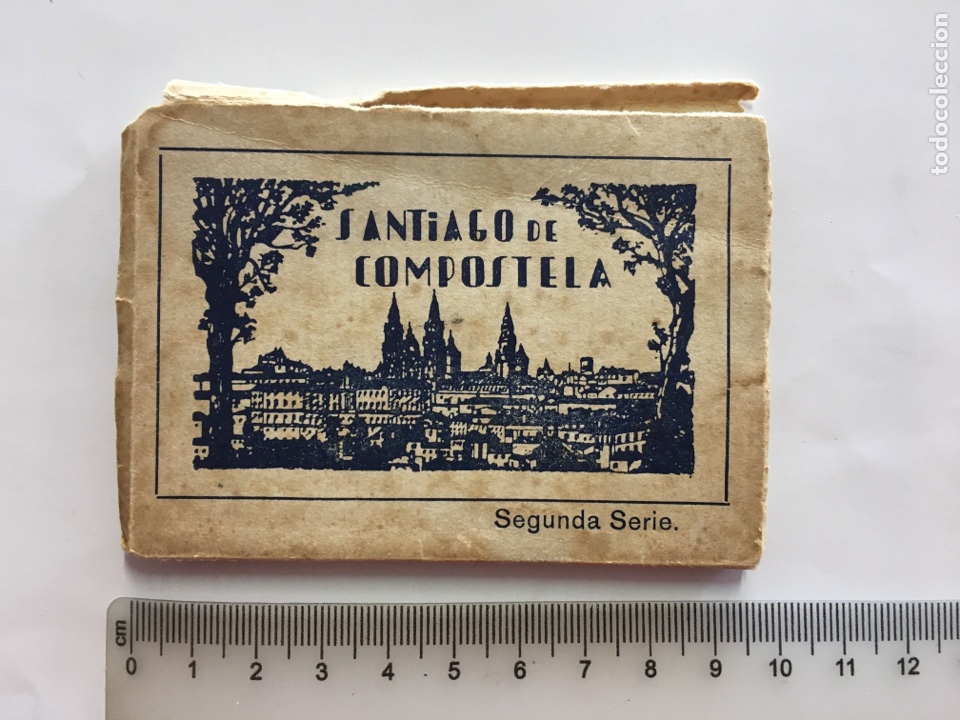 SANTiAGO DE
COMPOSTELA
Segunda Serie.
cm
0 1 2 3 4 5 6 7 8 9 10 11 12
todocoleccion